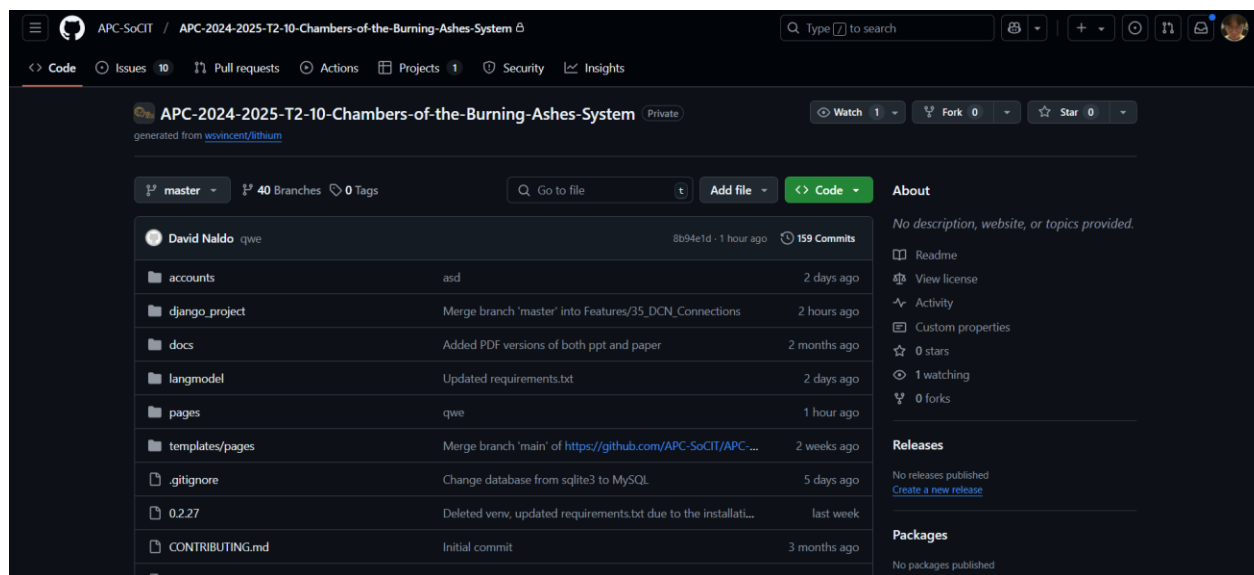 APC-SoCIT / APC-2024-2025-T2-10-Chambers-of-the-Burning-Ashes-System
Type / to search
Code Issues 10 Pull requests Actions Projects 1 Security Insights
APC-2024-2025-T2-10-Chambers-of-the-Burning-Ashes-System Private
Watch 1 Fork 0 Star 0
generated from wsvincent/lithium
master 40 Branches 0 Tags Go to file t Add file Code
David Naldo qwe 8b94e1d · 1 hour ago 159 Commits
accounts asd 2 days ago
django_project Merge branch 'master' into Features/35_DCN_Connections 2 hours ago
docs Added PDF versions of both ppt and paper 2 months ago
langmodel Updated requirements.txt 2 days ago
pages qwe 1 hour ago
templates/pages Merge branch 'main' of https://github.com/APC-SoCIT/APC-... 2 weeks ago
.gitignore Change database from sqlite3 to MySQL 5 days ago
0.2.27 Deleted venv, updated requirements.txt due to the installati... last week
CONTRIBUTING.md Initial commit 3 months ago
About
No description, website, or topics provided.
Readme
View license
Activity
Custom properties
0 stars
1 watching
0 forks
Releases
No releases published
Create a new release
Packages
No packages published